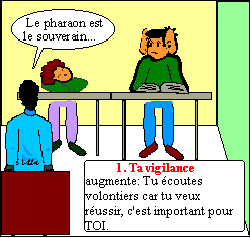 Le pharaon est
le souverain...
1. Ta vigilance
augmente: Tu écoutes
volontiers car tu veux
réussir, c'est important pour
TOI.